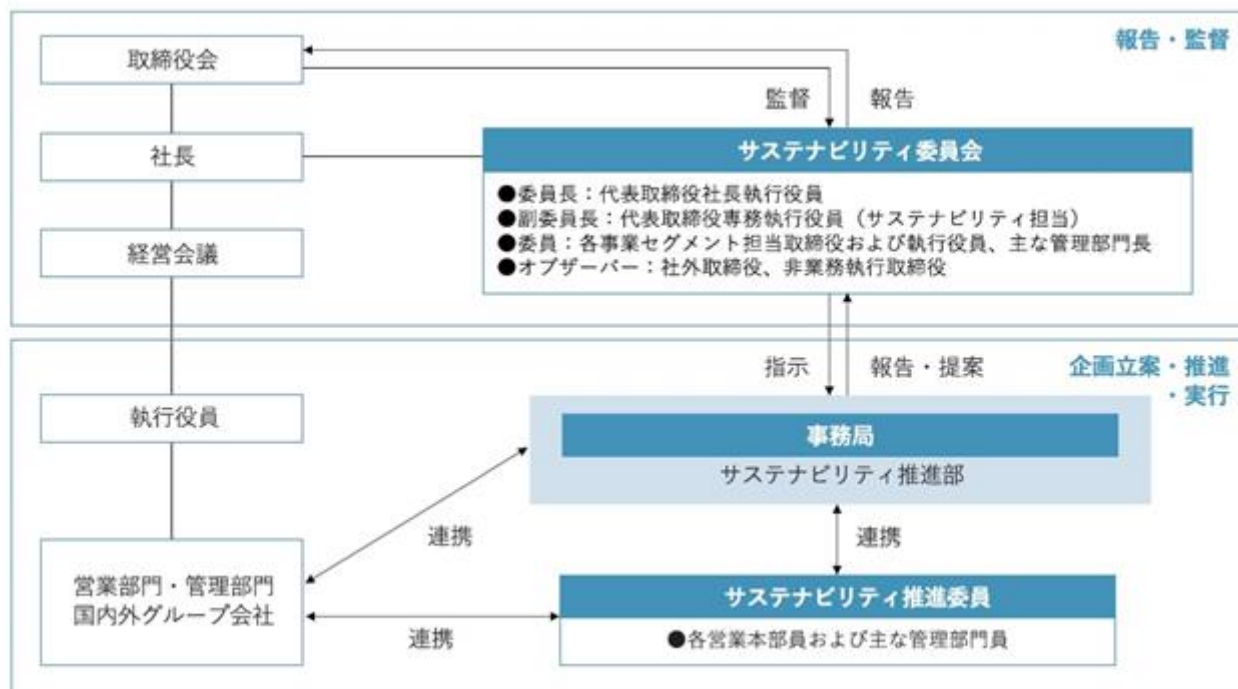 報告・監督
取締役会
監督
報告
社長
サステナビリティ委員会
●委員長：代表取締役社長執行役員
●副委員長：代表取締役専務執行役員（サステナビリティ担当）
●委員：各事業セグメント担当取締役および執行役員、主な管理部門長
●オブザーバー：社外取締役、非業務執行取締役
経営会議
指示
報告・提案
企画立案・推進
・実行
執行役員
事務局
サステナビリティ推進部
連携
連携
営業部門・管理部門
国内外グループ会社
サステナビリティ推進委員
●各営業本部員および主な管理部門員
連携